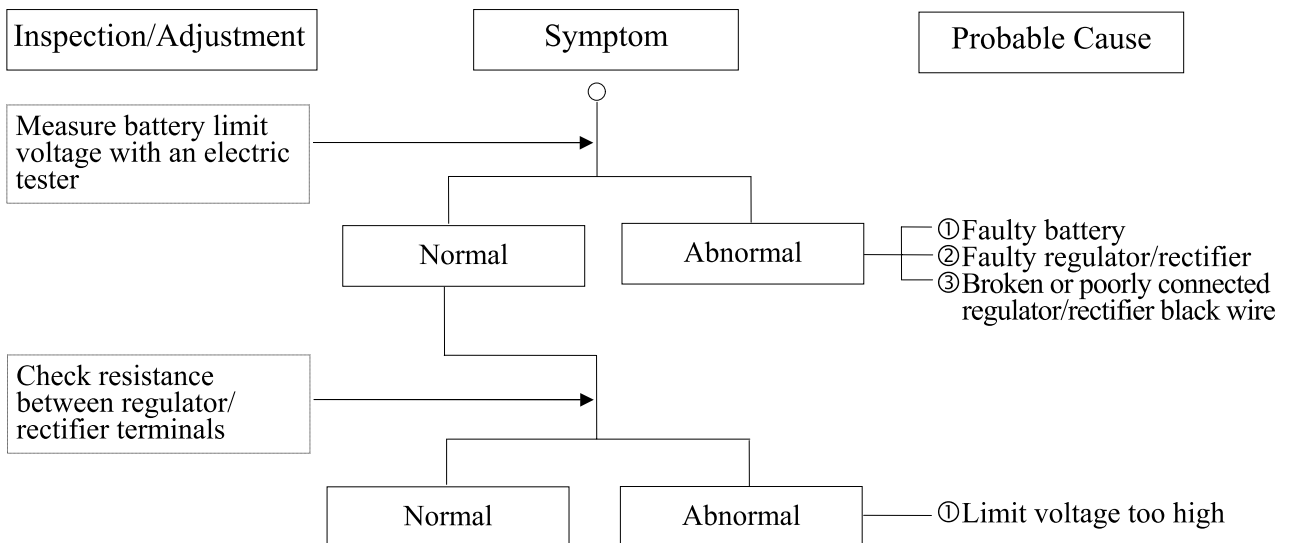 Inspection/Adjustment
Symptom
Probable Cause
Measure battery limit
voltage with an electric
tester
Normal
Abnormal
①Faulty battery
②Faulty regulator/rectifier
③Broken or poorly connected
regulator/rectifier black wire
Check resistance
between regulator/
rectifier terminals
Normal
Abnormal
①Limit voltage too high